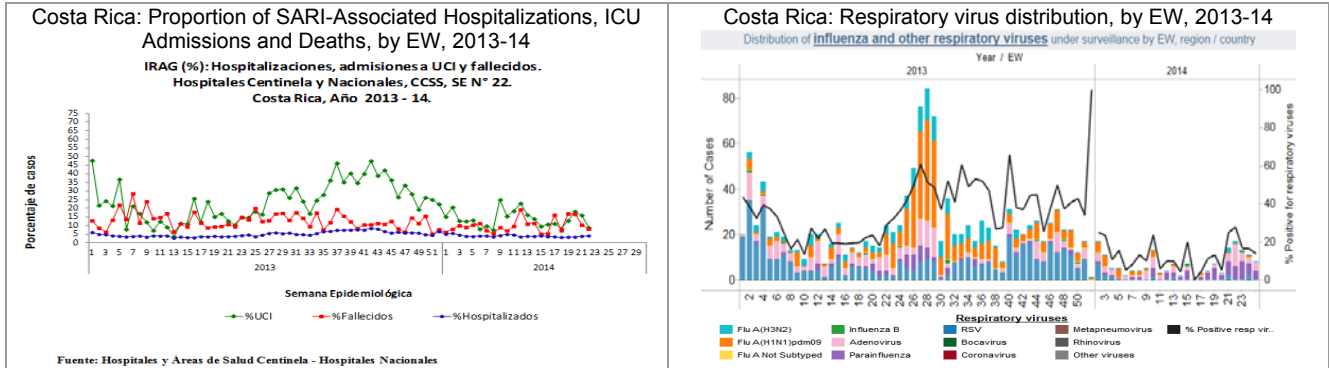 Costa Rica: Proportion of SARI-Associated Hospitalizations, ICU
Admissions and Deaths, by EW, 2013-14
IRAG (%): Hospitalizaciones, admisiones a UCI y fallecidos.
Hospitales Centinela y Nacionales, CCSS, SE N° 22.
Costa Rica, Año 2013 - 14.
Porcentaje de casos
75
70
65
60
55
50
45
40
35
30
25
20
15
10
5
0
1 3 5 7 9 11 13 15 17 19 21 23 25 27 29 31 33 35 37 39 41 43 45 47 49 51 1 3 5 7 9 11 13 15 17 19 21 23 25 27 29
2013 2014
Semana Epidemiológica
%UCI %Fallecidos %Hospitalizados
Fuente: Hospitales y Áreas de Salud Centinela - Hospitales Nacionales
Costa Rica: Respiratory virus distribution, by EW, 2013-14
Distribution of influenza and other respiratory viruses under surveillance by EW, region / country
Year / EW
2013 2014
Number of Cases
80
60
40
20
0
% Positive for respiratory viruses
100
80
60
40
20
0
2 4 6 8 10 12 14 16 18 20 22 24 26 28 30 32 34 36 38 40 42 44 46 48 50 3 5 7 9 11 13 15 17 19 21 23
Respiratory viruses
Flu A(H3N2) Influenza B RSV Metapneumovirus % Positive resp vir..
Flu A(H1N1)pdm09 Adenovirus Bocavirus Rhinovirus
Flu A Not Subtyped Parainfluenza Coronavirus Other viruses